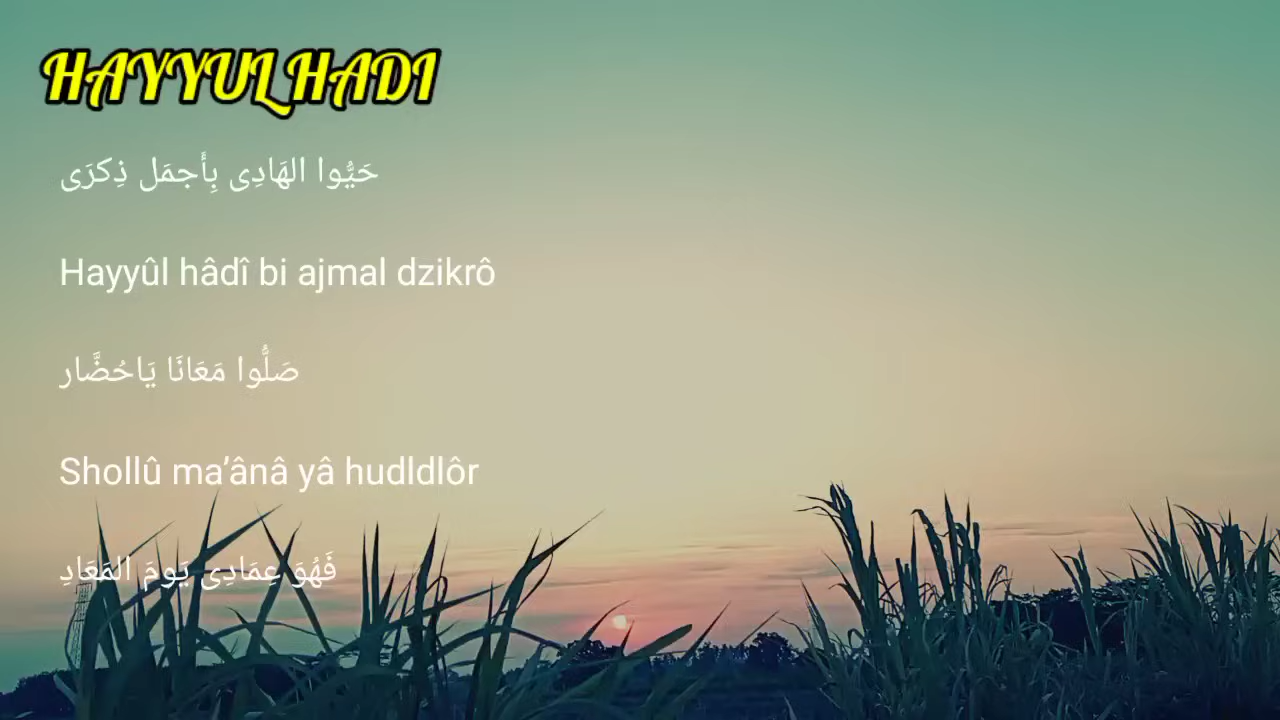 HAYYUL HADI
حَيُّوا الهَادِى بِأَجمَل ذِكرَى
Hayyûl hâdî bi ajmal dzikrô
صَلُّوا مَعَانَا يَاحُضَّار
Shollû ma’ânâ yâ hudldlôr
فَهُوَ عِمَادِى يَومَ المَعَادِ